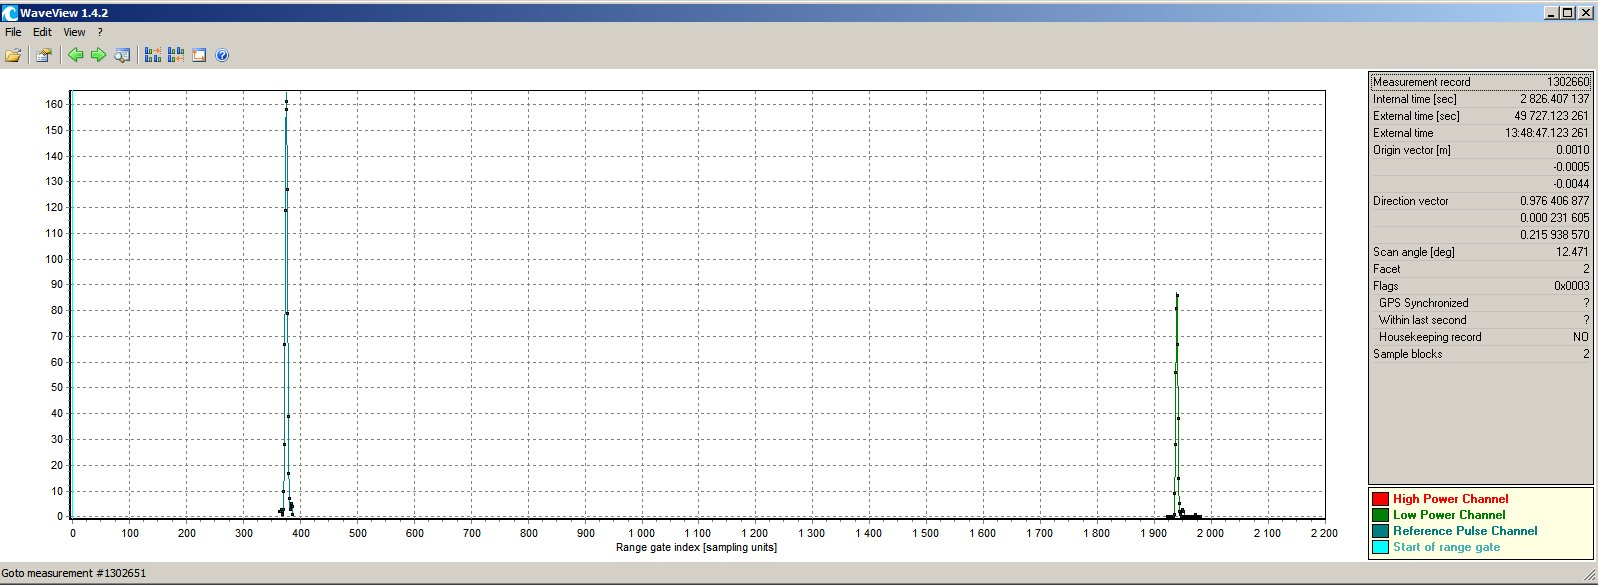 WaveView 1.4.2
File Edit View ?
160
150
140
130
120
110
100
90
80
70
60
50
40
30
20
10
0
0 100 200 300 400 500 600 700 800 900 1 000 1 100 1 200 1 300 1 400 1 500 1 600 1 700 1 800 1 900 2 000 2 100 2 200
Range gate index [sampling units]
Measurement record 1302660
Internal time [sec] 2 826.407 137
External time [sec] 49 727.123 261
External time 13:48:47.123 261
Origin vector [m] 0.0010
-0.0005
-0.0044
Direction vector 0.976 406 877
0.000 231 605
0.215 938 570
Scan angle [deg] 12.471
Facet 2
Flags 0x0003
GPS Synchronized ?
Within last second ?
Housekeeping record NO
Sample blocks 2
High Power Channel
Low Power Channel
Reference Pulse Channel
Start of range gate
Goto measurement #1302651